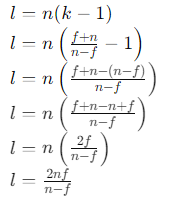 l = n(k − 1)
l = n (f+n/n−f − 1)
l = n (f+n−(n−f)/n−f)
l = n (f+n−n+f/n−f)
l = n (2f/n−f)
l = 2nf/n−f